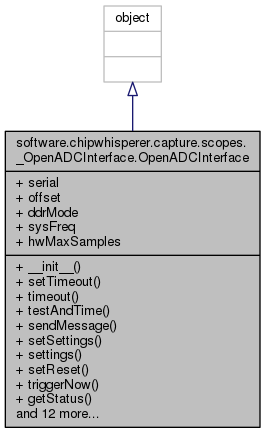 object
software.chipwhisperer.capture.scopes.
_OpenADCInterface.OpenADCInterface
+ serial
+ offset
+ ddrMode
+ sysFreq
+ hwMaxSamples
+ __init__()
+ setTimeout()
+ timeout()
+ testAndTime()
+ sendMessage()
+ setSettings()
+ settings()
+ setReset()
+ triggerNow()
+ getStatus()
and 12 more...